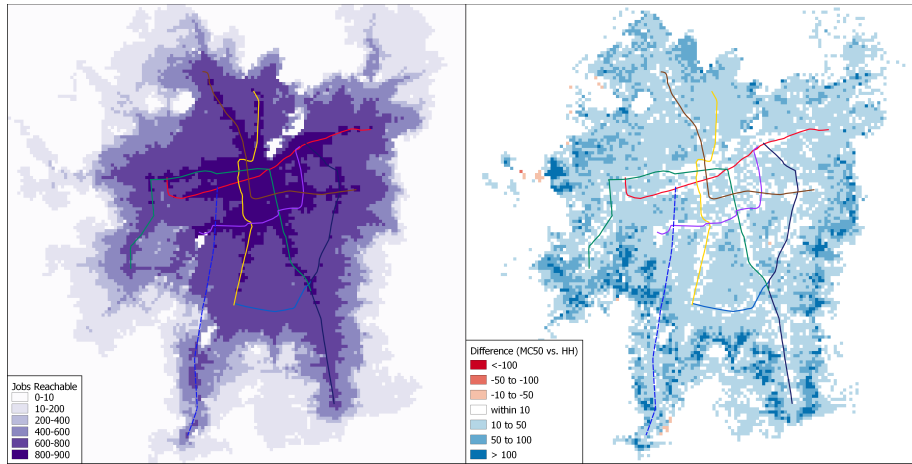 Jobs Reachable
0-10
10-200
200-400
400-600
600-800
800-900
Difference (MC50 vs. HH)
<-100
-50 to -100
-10 to -50
within 10
10 to 50
50 to 100
> 100